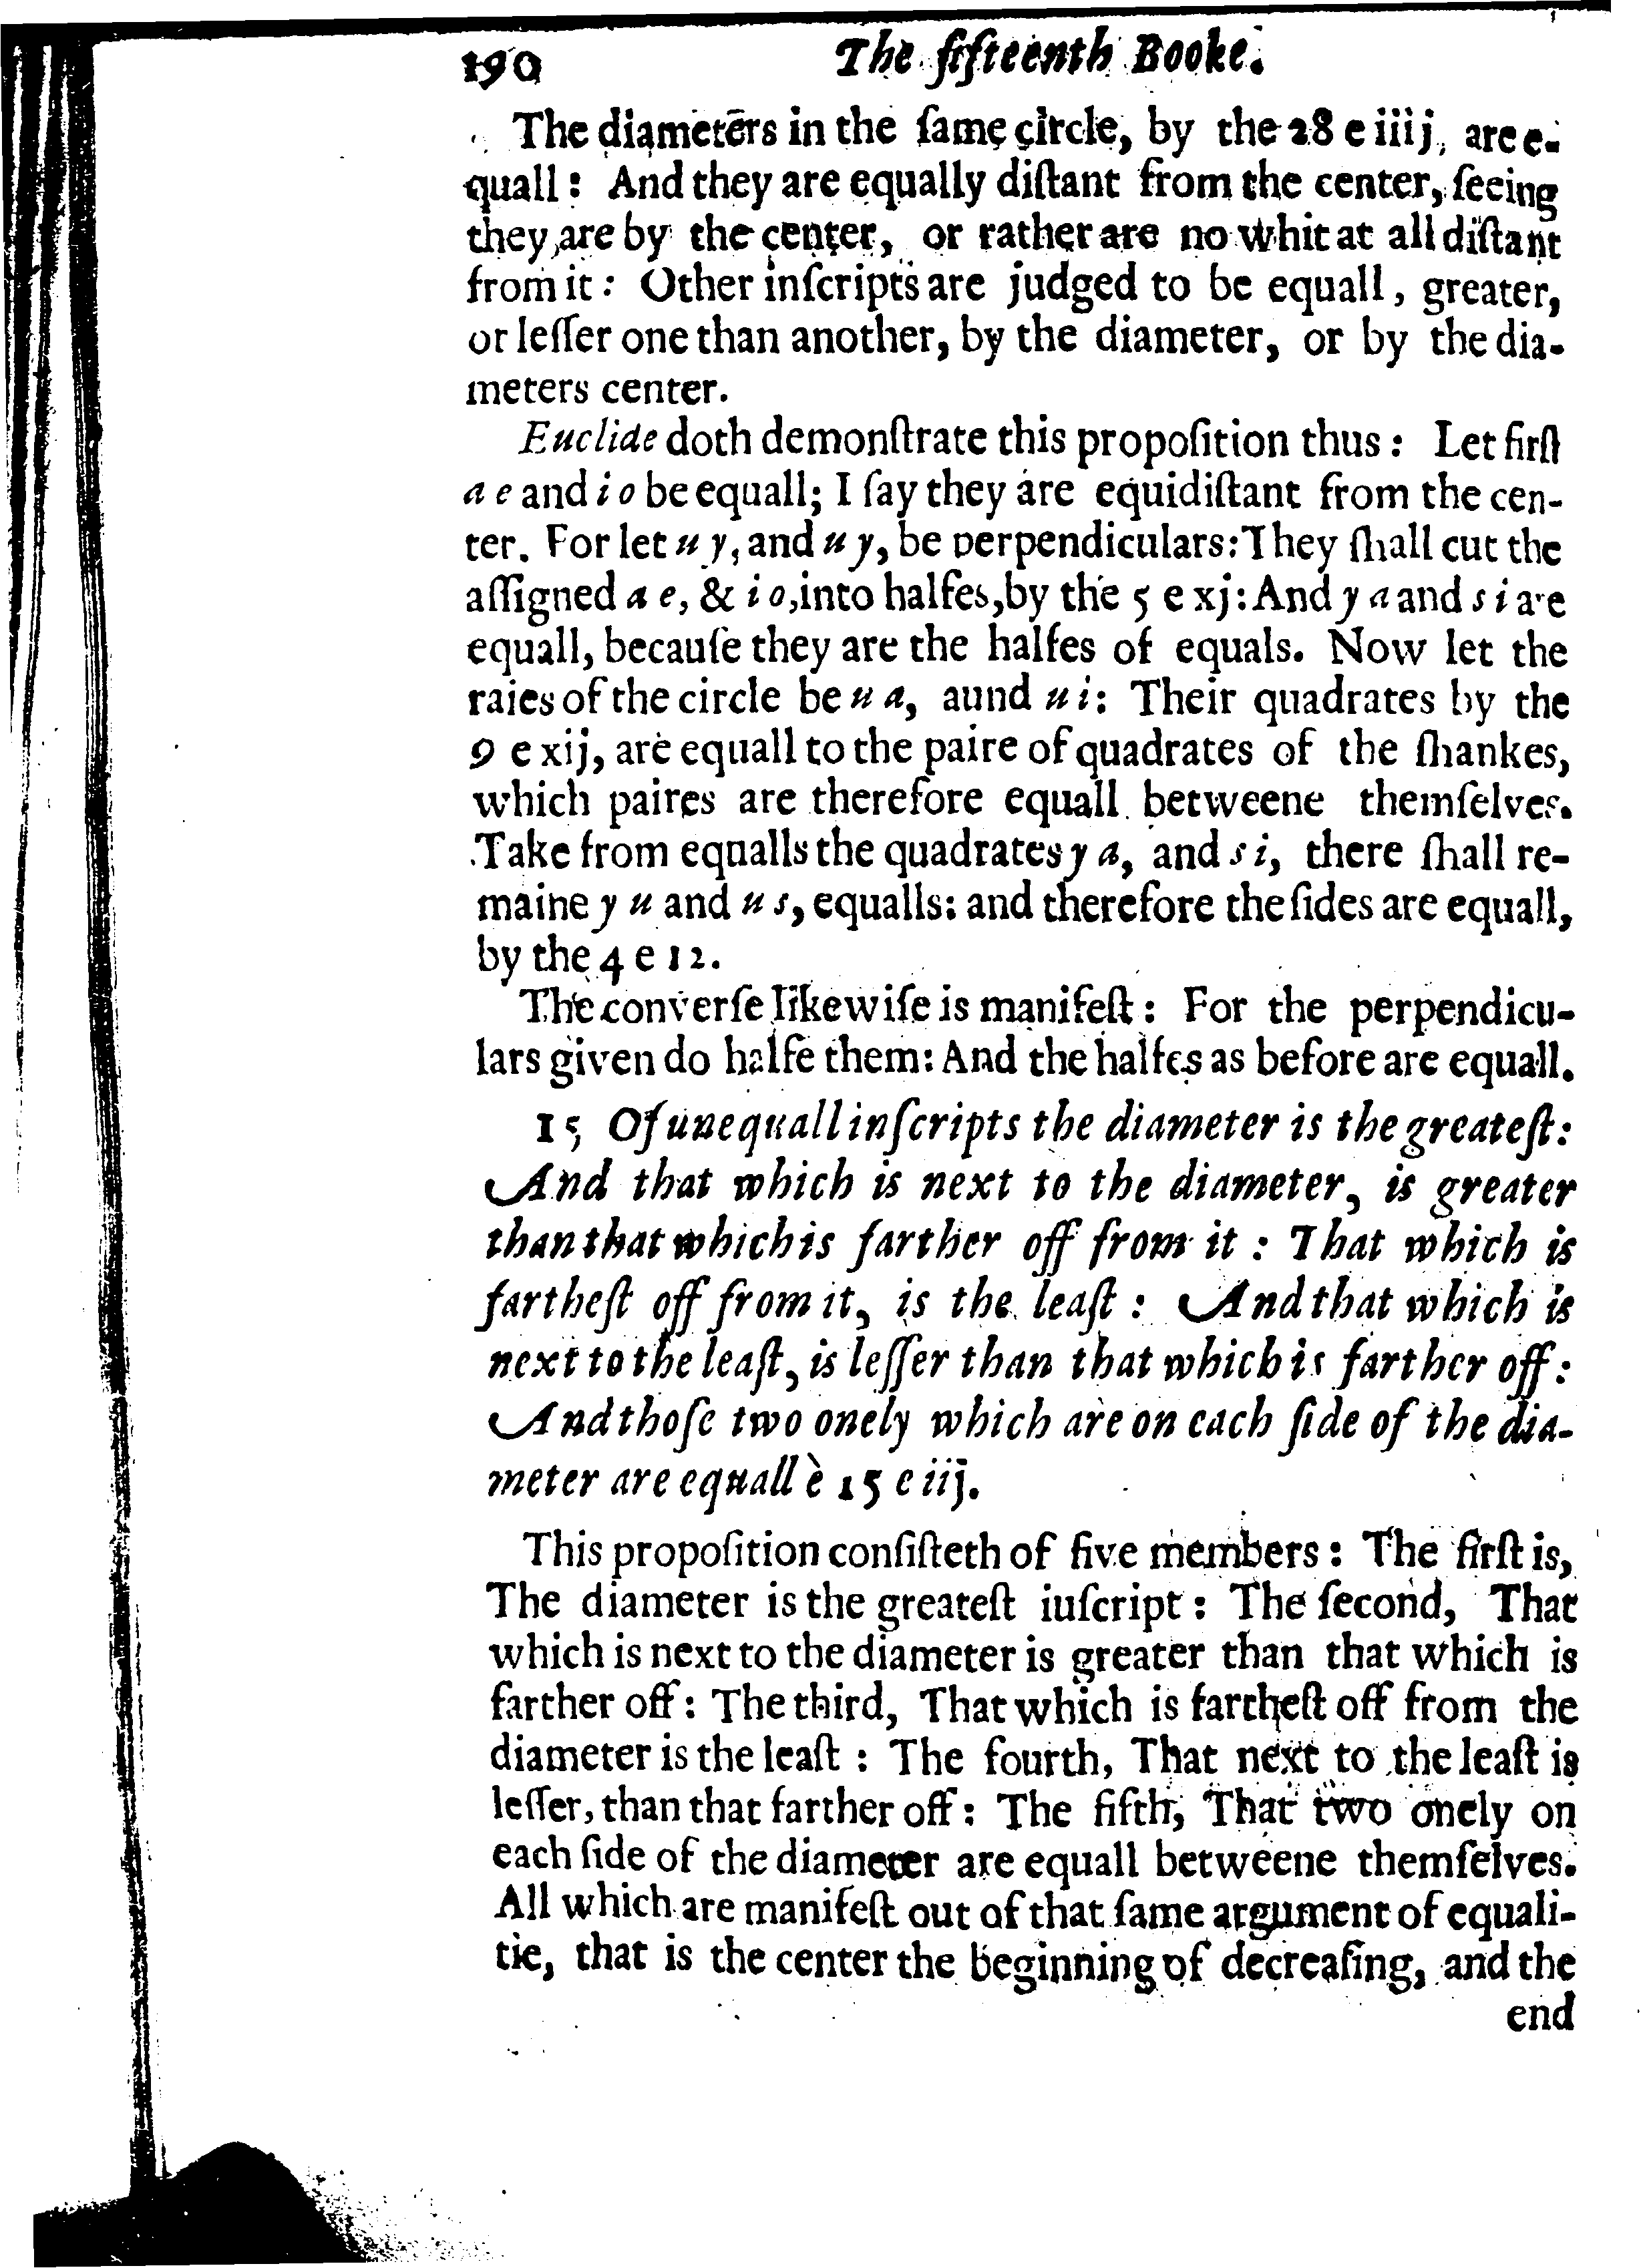 190 The fifteenth Booke.
The diameters in the ſame circle, by the 28 e iiij, are e-
quall: And they are equally diſtant from the center, ſeeing
they are by the center, or rather are no whit at all diſtant
from it: Other inſcripts are judged to be equall, greater,
or leſſer one than another, by the diameter, or by the dia-
meters center.
Euclide doth demonſtrate this propoſition thus: Let firſt
a e and i o be equall; I ſay they are equidiſtant from the cen-
ter. For let u y, and u y, be perpendiculars: They ſhall cut the
aſſigned a e, & i o, into halfes, by the 5 e xj: And y a and s i are
equall, becauſe they are the halfes of equals. Now let the
raies of the circle be u a, aund u i: Their quadrates by the
9 e xij, are equall to the paire of quadrates of the ſhankes,
which paires are therefore equall betweene themſelves.
Take from equalls the quadrates y a, and s i, there ſhall re-
maine y u and u s, equalls: and therefore the ſides are equall,
by the 4 e 12.
The converſe likewiſe is manifeſt: For the perpendicu-
lars given do halfe them: And the halfes as before are equall.
15 Of unequall inſcripts the diameter is the greateſt:
And that which is next to the diameter, is greater
than that which is farther off from it: That which is
fartheſt off from it, is the leaſt: And that which is
next to the leaſt, is leſſer than that which is farther off:
And thoſe two onely which are on each ſide of the dia-
meter are equall è 15 e iij.
This propoſition conſiſteth of five members: The firſt is,
The diameter is the greateſt iuſcript: The ſecond, That
which is next to the diameter is greater than that which is
farther off: The third, That which is fartheſt off from the
diameter is the leaſt: The fourth, That next to the leaſt is
leſſer, than that farther off: The fifth, That two onely on
each ſide of the diameter are equall betweene themſelves.
All which are manifeſt out of that ſame argument of equali-
tie, that is the center the beginning of decreaſing, and the
end